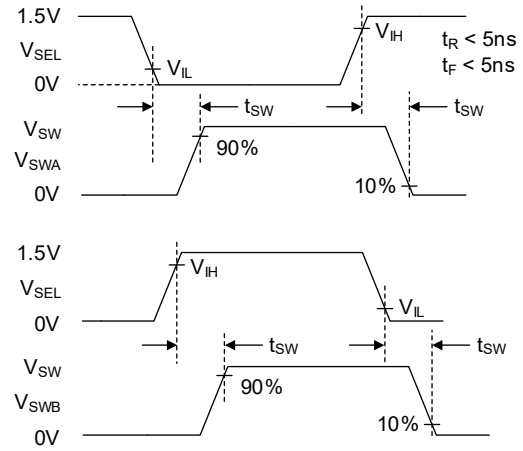 1.5V
VSEL
0V
VIL
VIH
tR < 5ns
tF < 5ns
tSW
tSW
VSW
VSWA
0V
90%
10%
1.5V
VSEL
0V
VIH
VIL
tSW
tSW
VSW
VSWB
0V
90%
10%